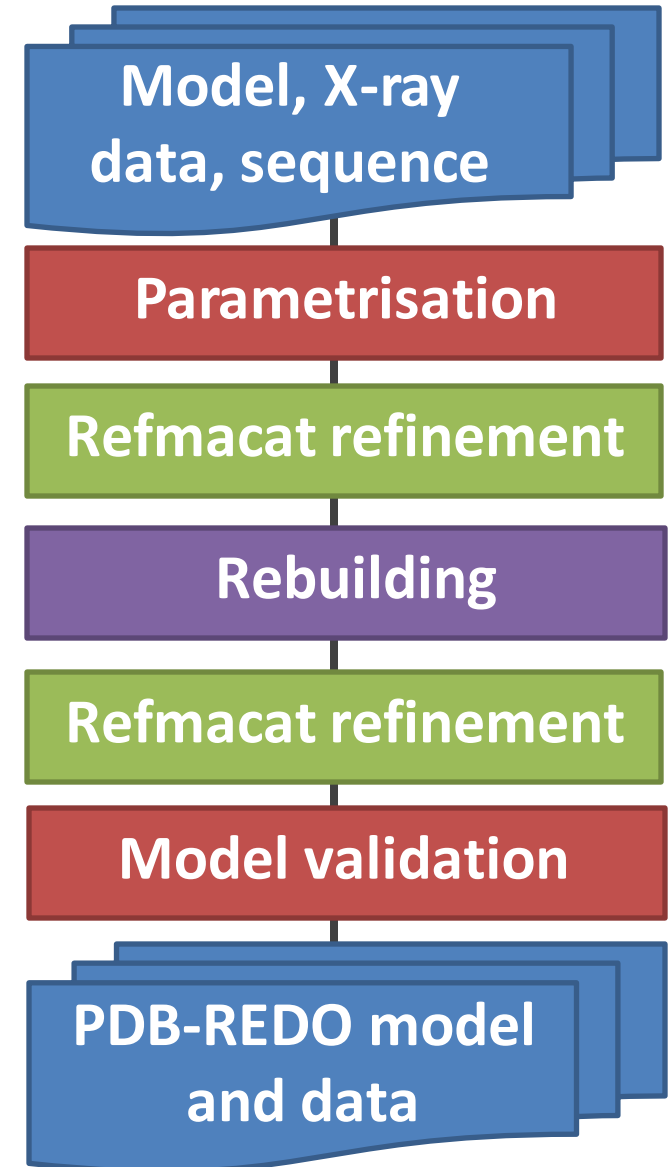 Model, X-ray
data, sequence
Parametrisation
Refmacat refinement
Rebuilding
Refmacat refinement
Model validation
PDB-REDO model
and data